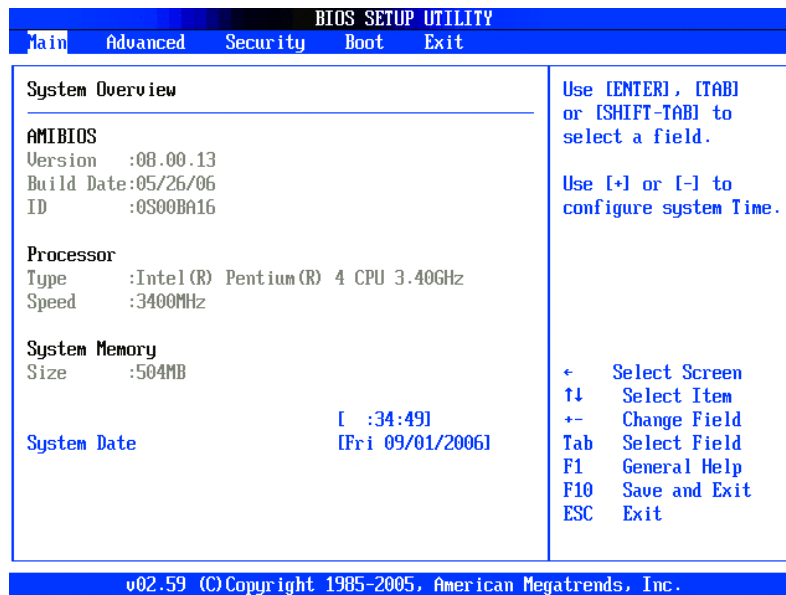 BIOS SETUP UTILITY
Main Advanced Security Boot Exit
System Overview
AMIBIOS
Version :08.00.13
Build Date:05/26/06
ID :0S00BA16
Processor
Type :Intel(R) Pentium(R) 4 CPU 3.40GHz
Speed :3400MHz
System Memory
Size :504MB
[ :34:49]
System Date [Fri 09/01/2006]
Use [ENTER], [TAB]
or [SHIFT-TAB] to
select a field.
Use [+] or [-] to
configure system Time.
← Select Screen
↑↓ Select Item
+- Change Field
Tab Select Field
F1 General Help
F10 Save and Exit
ESC Exit
v02.59 (C)Copyright 1985-2005, American Megatrends, Inc.